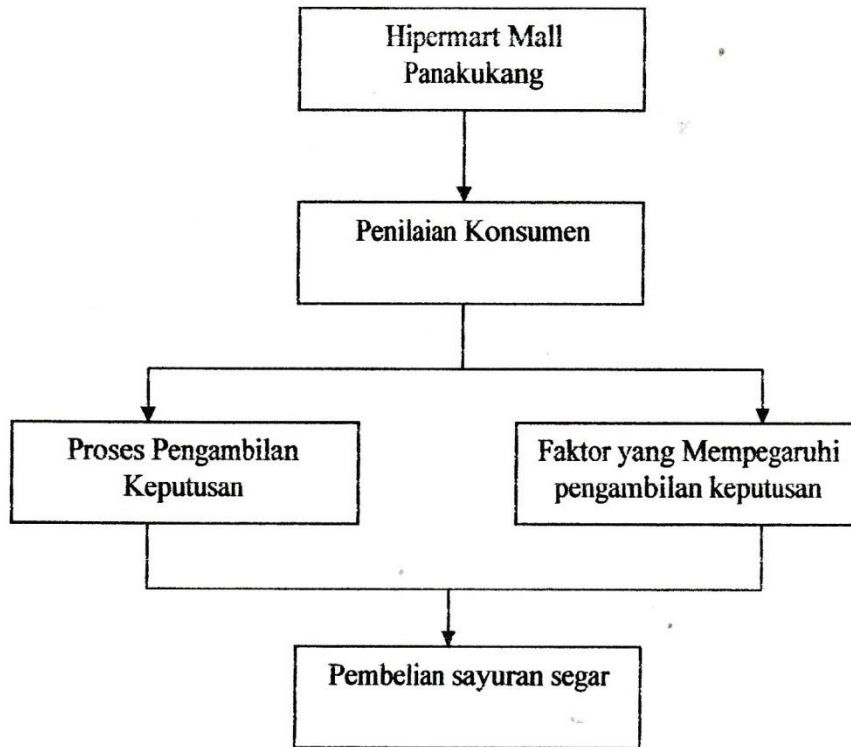 Hipermart Mall
Panakukang
Penilaian Konsumen
Proses Pengambilan
Keputusan
Faktor yang Mempegaruhi
pengambilan keputusan
Pembelian sayuran segar